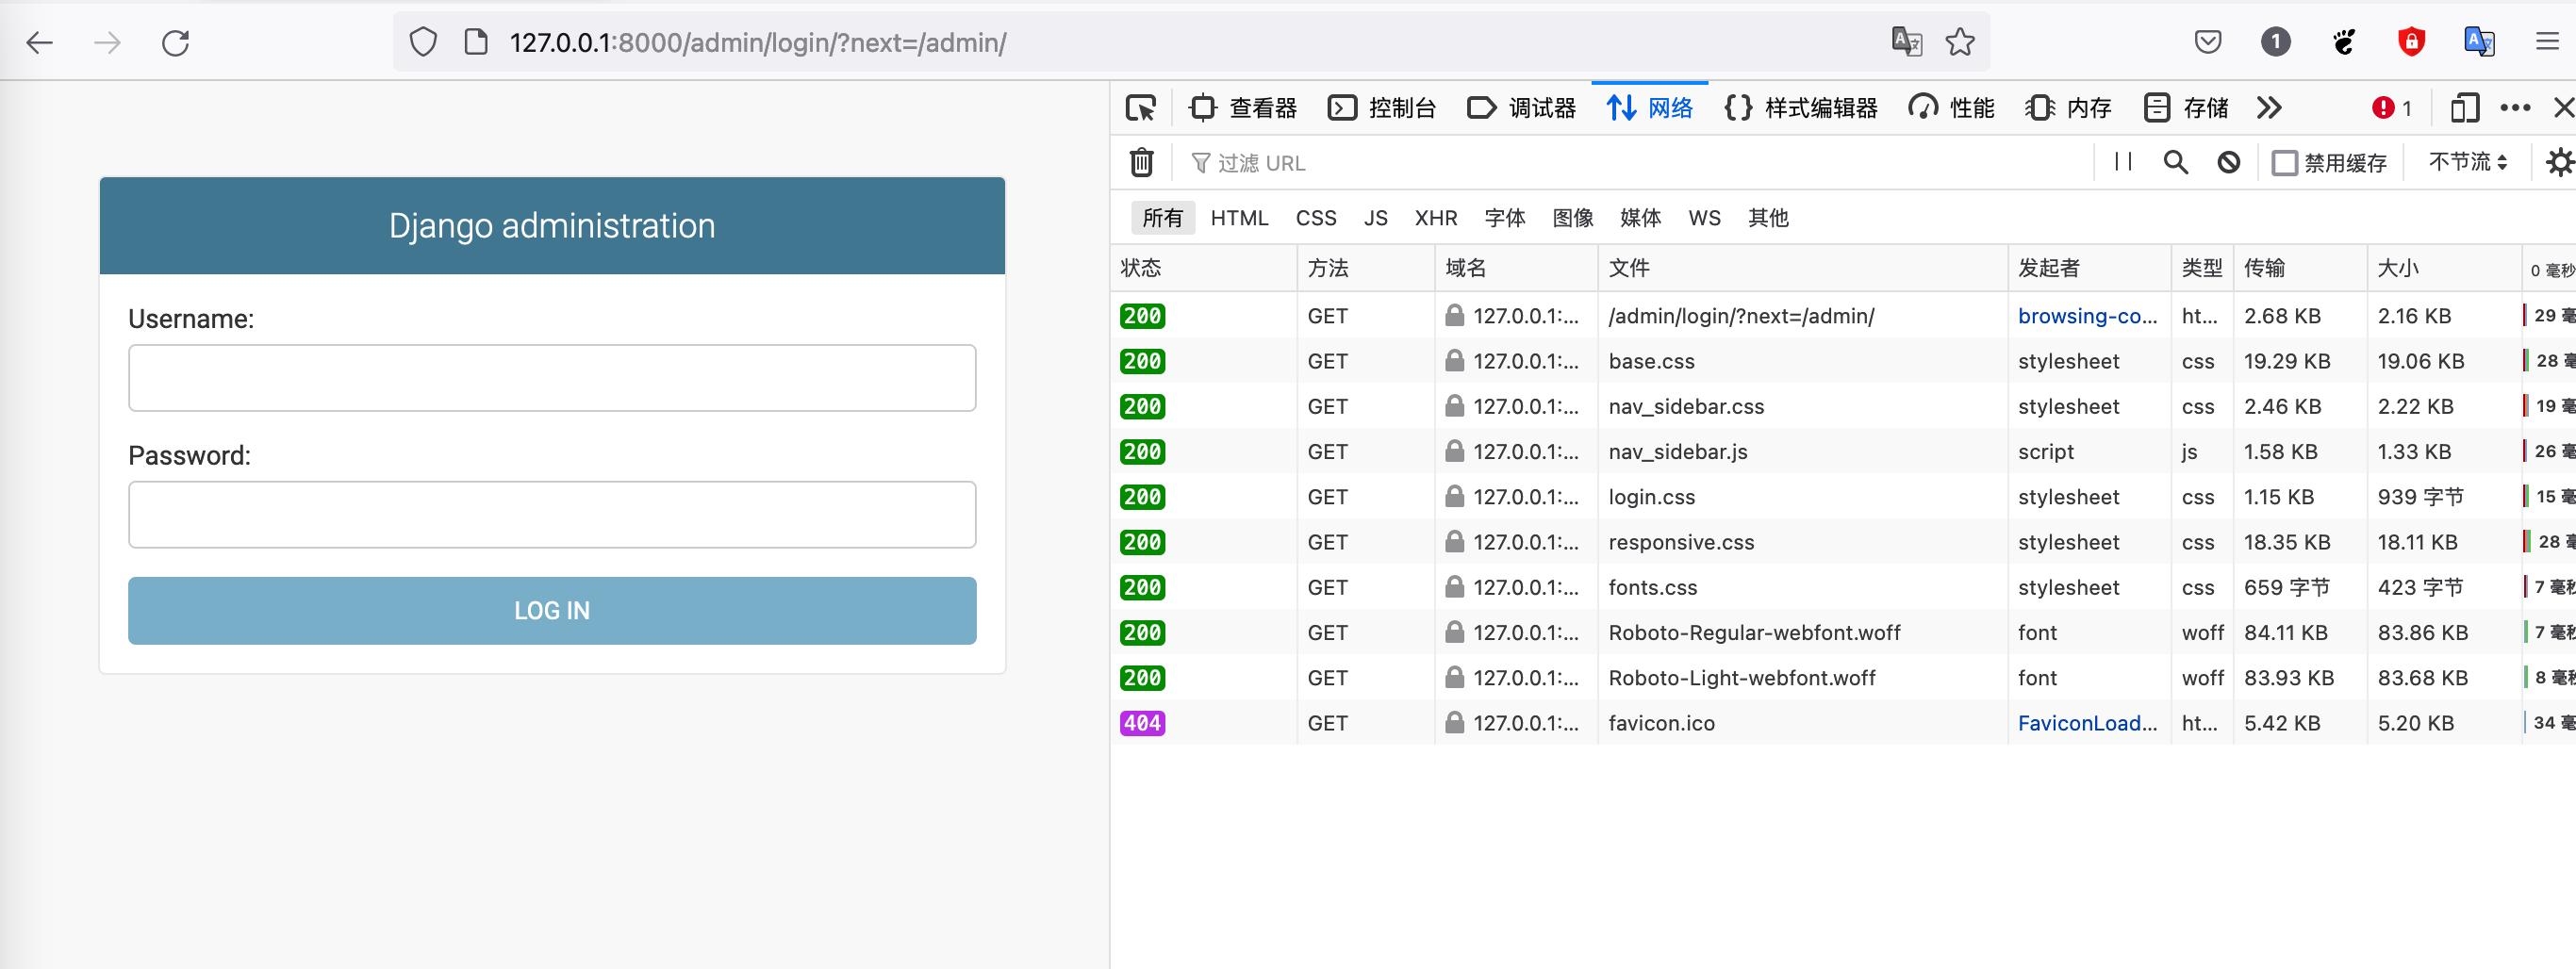 127.0.0.1:8000/admin/login/?next=/admin/
1
查看器 控制台 调试器 网络 样式编辑器 性能 内存 存储 1
过滤 URL 禁用缓存 不节流
所有 HTML CSS JS XHR 字体 图像 媒体 WS 其他
状态 方法 域名 文件 发起者 类型 传输 大小 0 毫秒
200 GET 127.0.0.1:... /admin/login/?next=/admin/ browsing-co... ht... 2.68 KB 2.16 KB 29 毫
200 GET 127.0.0.1:... base.css stylesheet css 19.29 KB 19.06 KB 28 毫
200 GET 127.0.0.1:... nav_sidebar.css stylesheet css 2.46 KB 2.22 KB 19 毫
200 GET 127.0.0.1:... nav_sidebar.js script js 1.58 KB 1.33 KB 26 毫
200 GET 127.0.0.1:... login.css stylesheet css 1.15 KB 939 字节 15 毫
200 GET 127.0.0.1:... responsive.css stylesheet css 18.35 KB 18.11 KB 28 毫
200 GET 127.0.0.1:... fonts.css stylesheet css 659 字节 423 字节 7 毫秒
200 GET 127.0.0.1:... Roboto-Regular-webfont.woff font woff 84.11 KB 83.86 KB 7 毫秒
200 GET 127.0.0.1:... Roboto-Light-webfont.woff font woff 83.93 KB 83.68 KB 8 毫秒
404 GET 127.0.0.1:... favicon.ico FaviconLoad... ht... 5.42 KB 5.20 KB 34 毫
Django administration
Username:
Password:
LOG IN